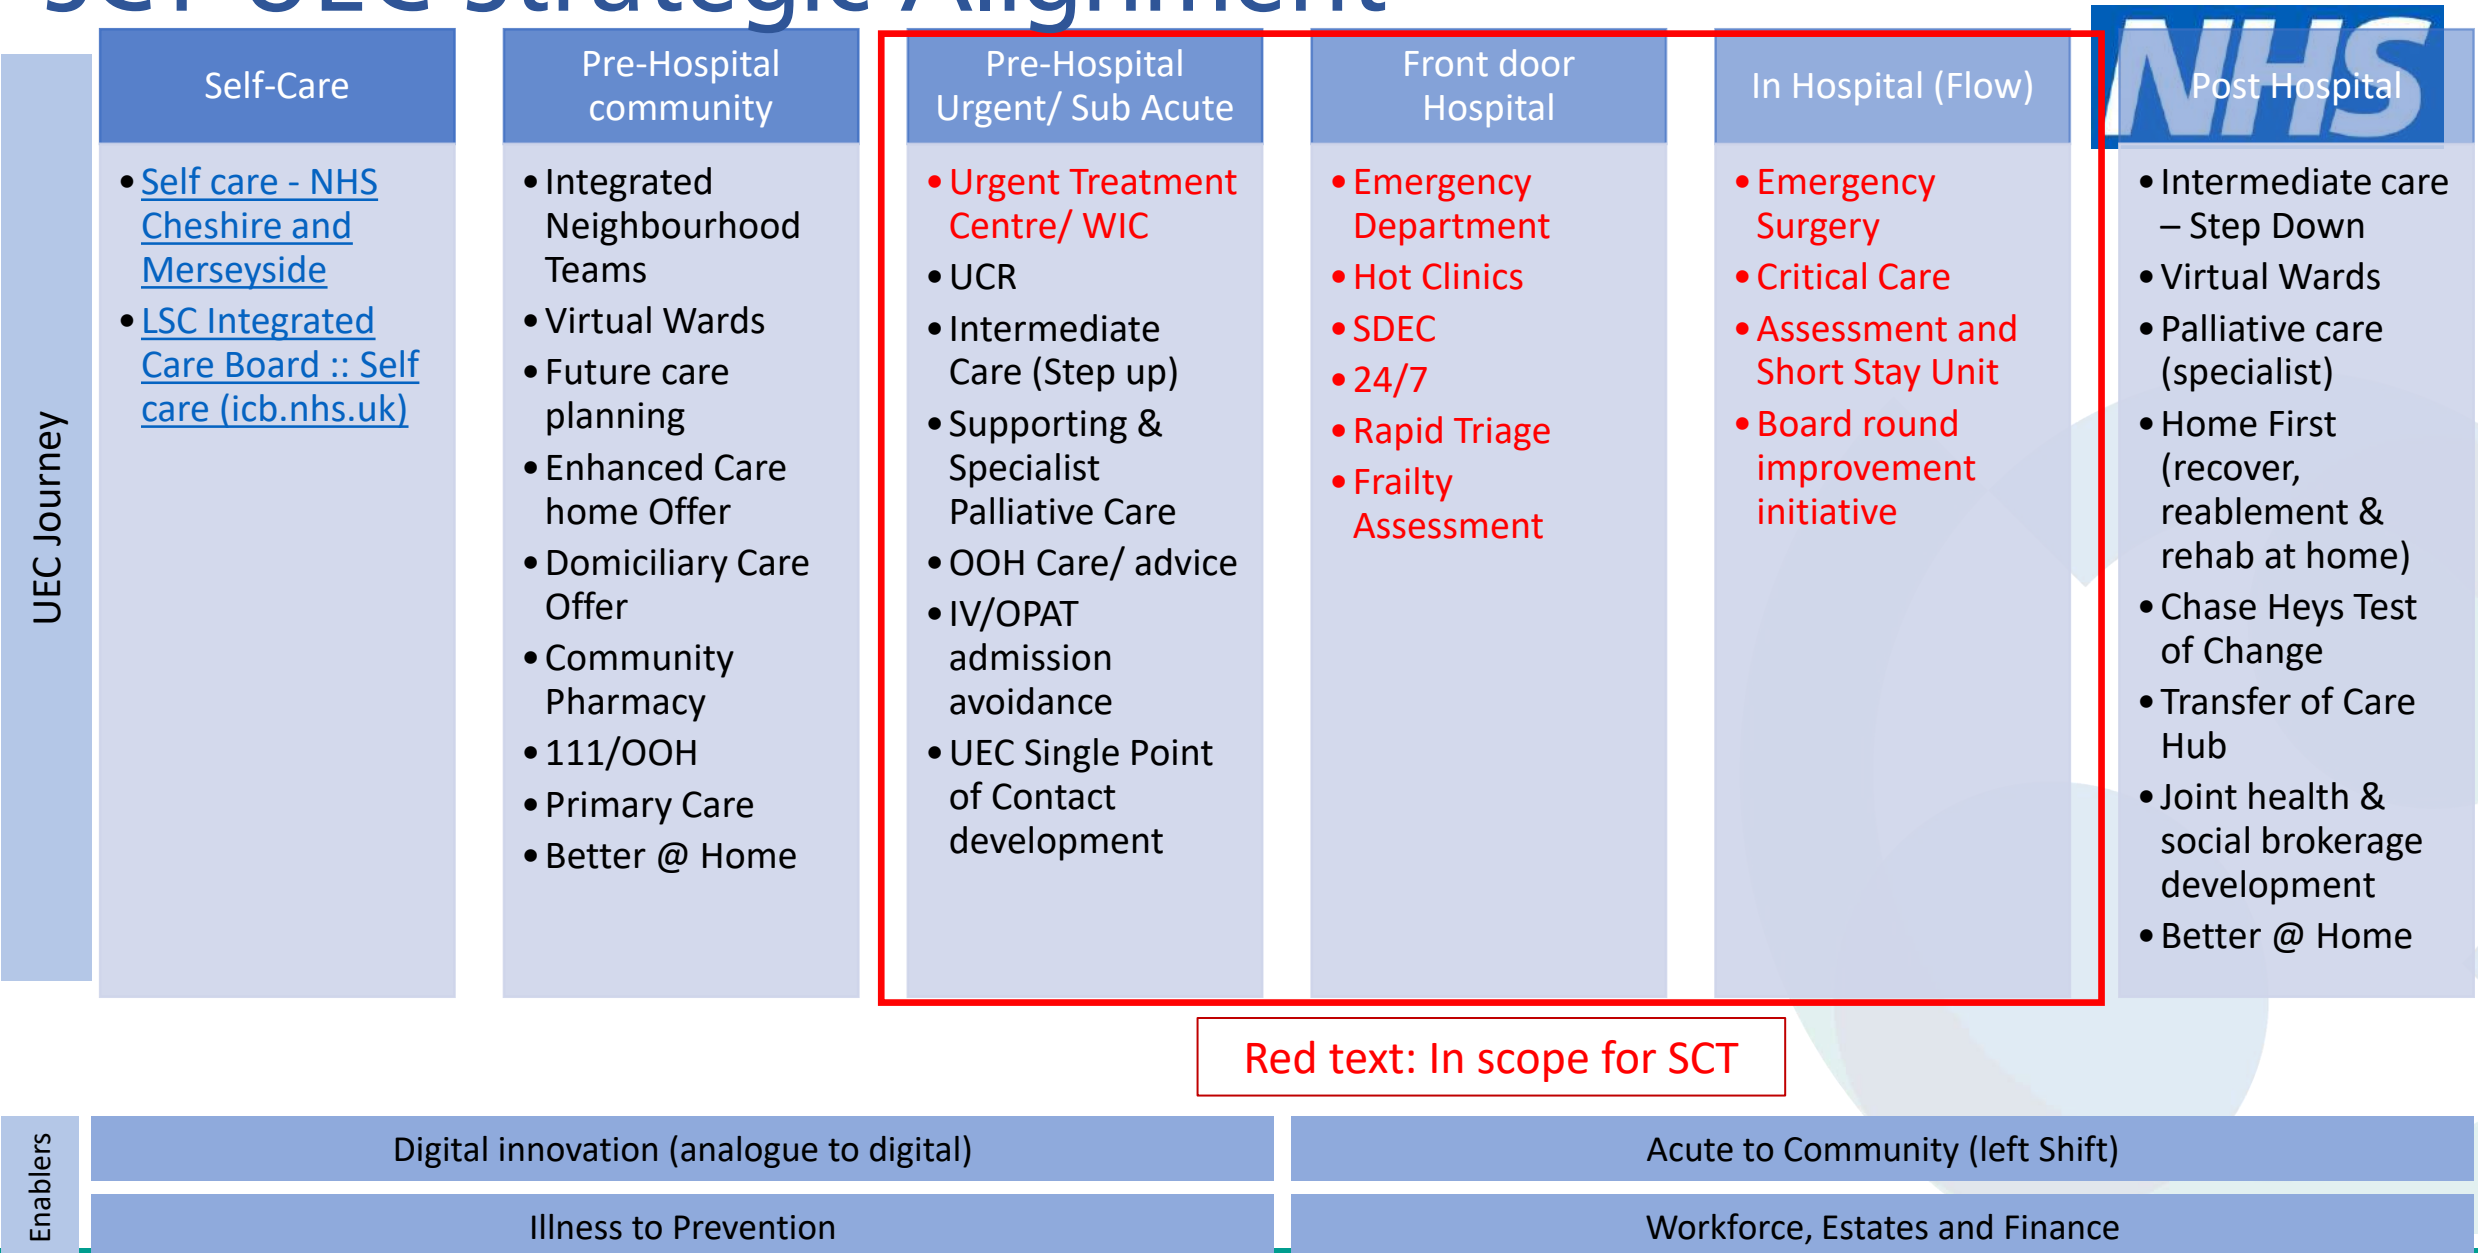 SCT UEC Strategic Alignment
NHS
UEC Journey
Self-Care
•Self care - NHS
Cheshire and
Merseyside
•LSC Integrated
Care Board :: Self
care (icb.nhs.uk)
Pre-Hospital
community
•Integrated
Neighbourhood
Teams
•Virtual Wards
•Future care
planning
•Enhanced Care
home Offer
•Domiciliary Care
Offer
•Community
Pharmacy
•111/OOH
•Primary Care
•Better @ Home
Pre-Hospital
Urgent/ Sub Acute
•Urgent Treatment
Centre/ WIC
•UCR
•Intermediate
Care (Step up)
•Supporting &
Specialist
Palliative Care
•OOH Care/ advice
•IV/OPAT
admission
avoidance
•UEC Single Point
of Contact
development
Front door
Hospital
•Emergency
Department
•Hot Clinics
•SDEC
•24/7
•Rapid Triage
•Frailty
Assessment
In Hospital (Flow)
•Emergency
Surgery
•Critical Care
•Assessment and
Short Stay Unit
•Board round
improvement
initiative
Post Hospital
•Intermediate care
– Step Down
•Virtual Wards
•Palliative care
(specialist)
•Home First
(recover,
reablement &
rehab at home)
•Chase Heys Test
of Change
•Transfer of Care
Hub
•Joint health &
social brokerage
development
•Better @ Home
Red text: In scope for SCT
Enablers
Digital innovation (analogue to digital)
Acute to Community (left Shift)
Illness to Prevention
Workforce, Estates and Finance